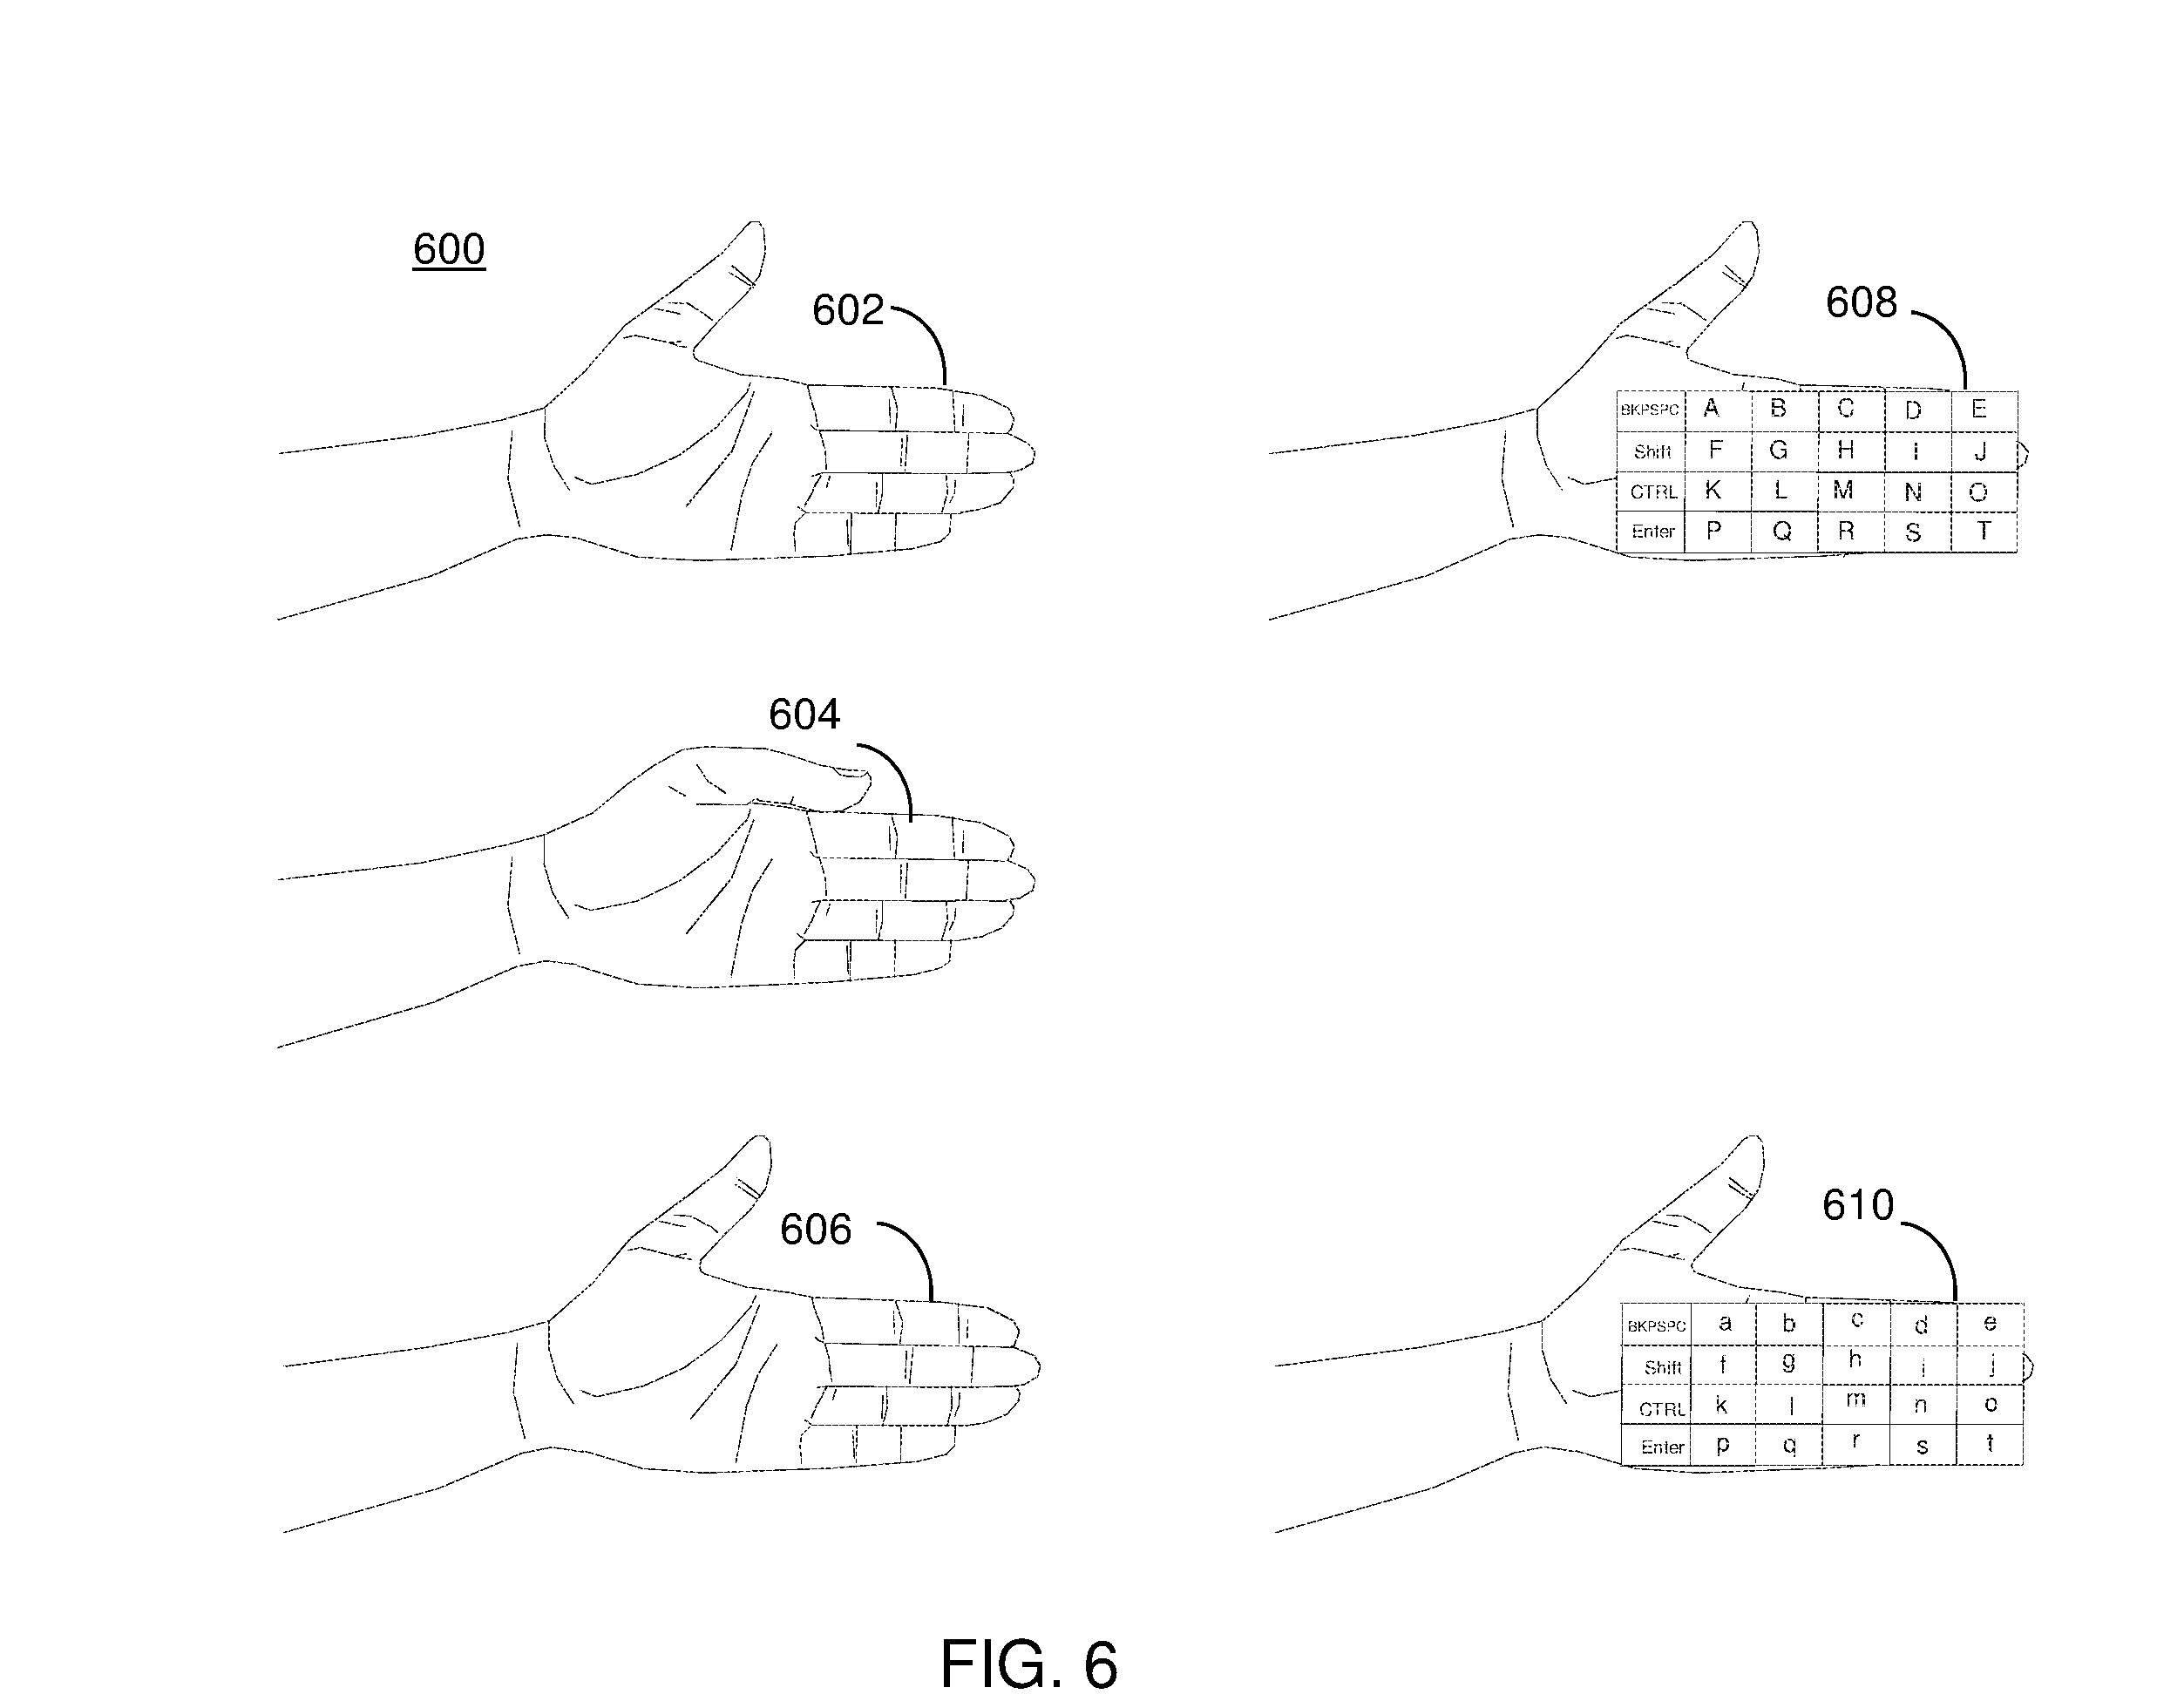 600
602
608
BKPSPC A B C D E
Shift F G H I J
CTRL K L M N O
Enter P Q R S T
604
606
610
BKPSPC a b c d e
Shift f g h i j
CTRL k l m n o
Enter p q r s t
FIG. 6